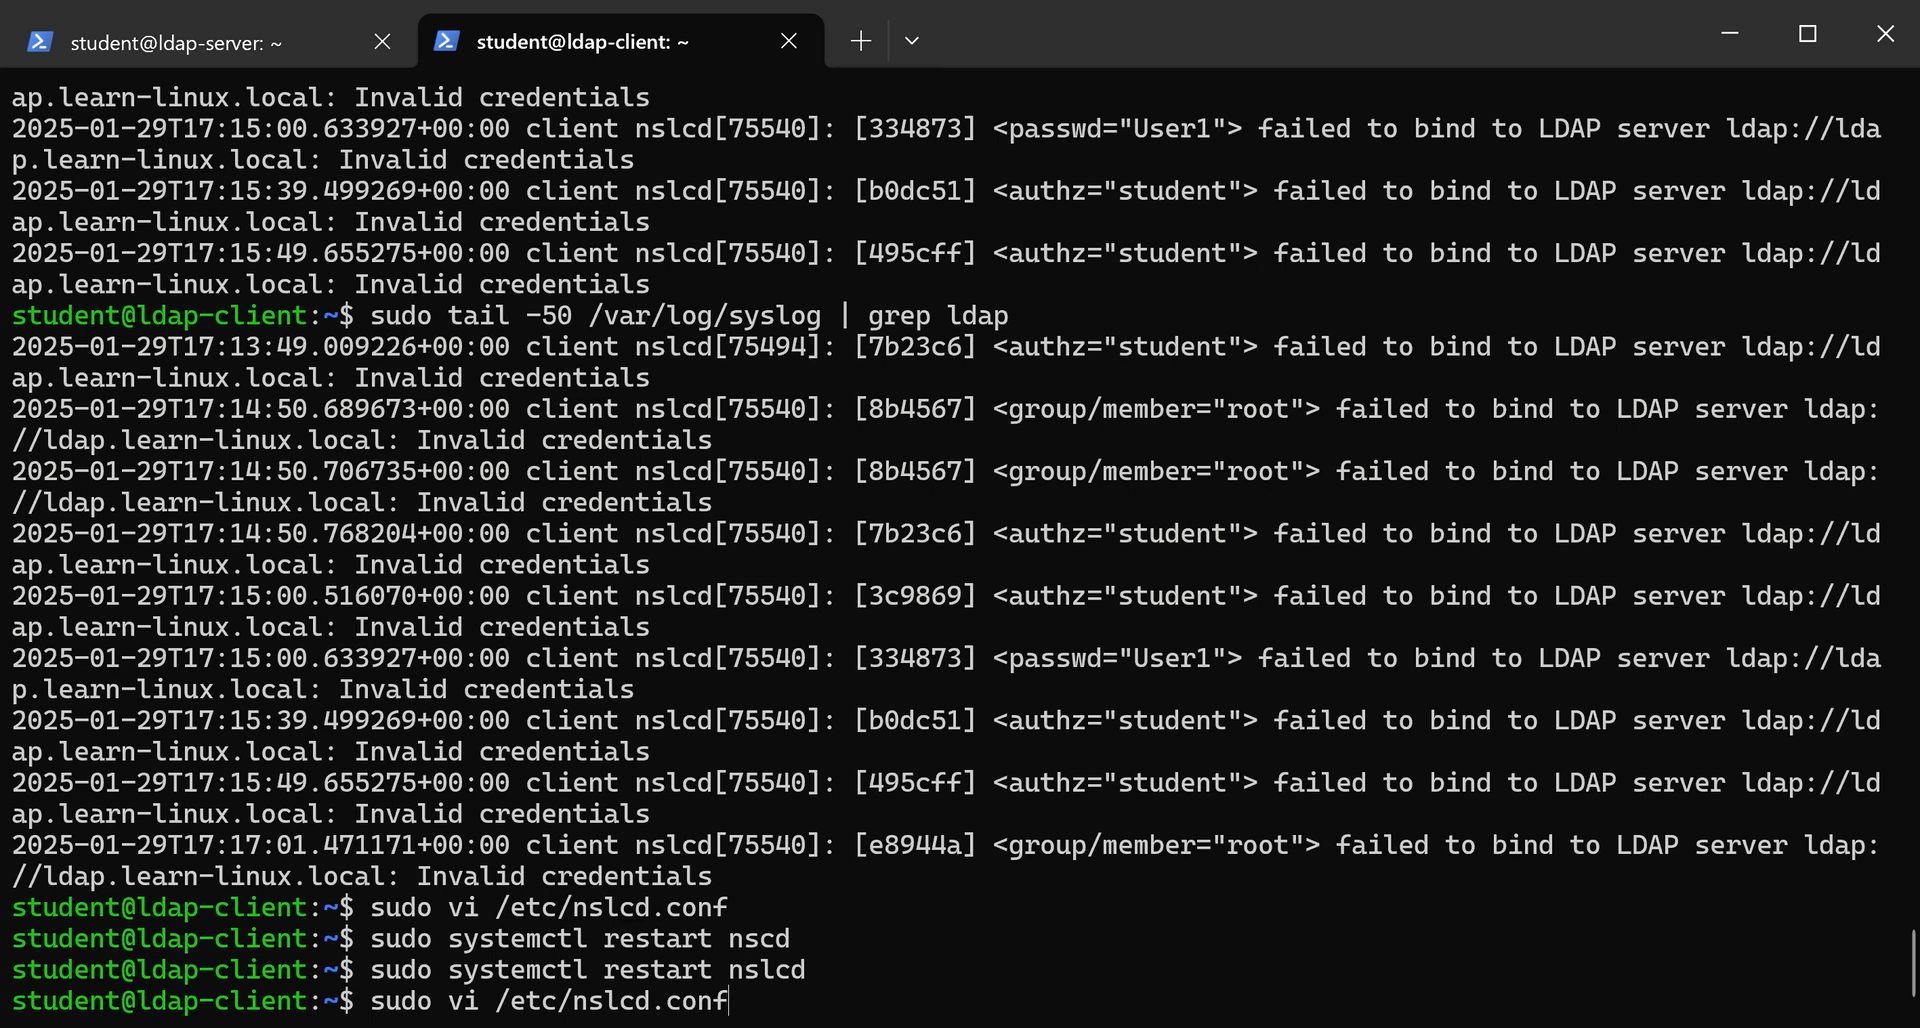 student@ldap-server: ~
student@ldap-client: ~
ap.learn-linux.local: Invalid credentials
2025-01-29T17:15:00.633927+00:00 client nslcd[75540]: [334873] <passwd="User1"> failed to bind to LDAP server ldap://lda
p.learn-linux.local: Invalid credentials
2025-01-29T17:15:39.499269+00:00 client nslcd[75540]: [b0dc51] <authz="student"> failed to bind to LDAP server ldap://ld
ap.learn-linux.local: Invalid credentials
2025-01-29T17:15:49.655275+00:00 client nslcd[75540]: [495cff] <authz="student"> failed to bind to LDAP server ldap://ld
ap.learn-linux.local: Invalid credentials
student@ldap-client:~$ sudo tail -50 /var/log/syslog | grep ldap
2025-01-29T17:13:49.009226+00:00 client nslcd[75494]: [7b23c6] <authz="student"> failed to bind to LDAP server ldap://ld
ap.learn-linux.local: Invalid credentials
2025-01-29T17:14:50.689673+00:00 client nslcd[75540]: [8b4567] <group/member="root"> failed to bind to LDAP server ldap:
//ldap.learn-linux.local: Invalid credentials
2025-01-29T17:14:50.706735+00:00 client nslcd[75540]: [8b4567] <group/member="root"> failed to bind to LDAP server ldap:
//ldap.learn-linux.local: Invalid credentials
2025-01-29T17:14:50.768204+00:00 client nslcd[75540]: [7b23c6] <authz="student"> failed to bind to LDAP server ldap://ld
ap.learn-linux.local: Invalid credentials
2025-01-29T17:15:00.516070+00:00 client nslcd[75540]: [3c9869] <authz="student"> failed to bind to LDAP server ldap://ld
ap.learn-linux.local: Invalid credentials
2025-01-29T17:15:00.633927+00:00 client nslcd[75540]: [334873] <passwd="User1"> failed to bind to LDAP server ldap://lda
p.learn-linux.local: Invalid credentials
2025-01-29T17:15:39.499269+00:00 client nslcd[75540]: [b0dc51] <authz="student"> failed to bind to LDAP server ldap://ld
ap.learn-linux.local: Invalid credentials
2025-01-29T17:15:49.655275+00:00 client nslcd[75540]: [495cff] <authz="student"> failed to bind to LDAP server ldap://ld
ap.learn-linux.local: Invalid credentials
2025-01-29T17:17:01.471171+00:00 client nslcd[75540]: [e8944a] <group/member="root"> failed to bind to LDAP server ldap:
//ldap.learn-linux.local: Invalid credentials
student@ldap-client:~$ sudo vi /etc/nslcd.conf
student@ldap-client:~$ sudo systemctl restart nscd
student@ldap-client:~$ sudo systemctl restart nslcd
student@ldap-client:~$ sudo vi /etc/nslcd.conf